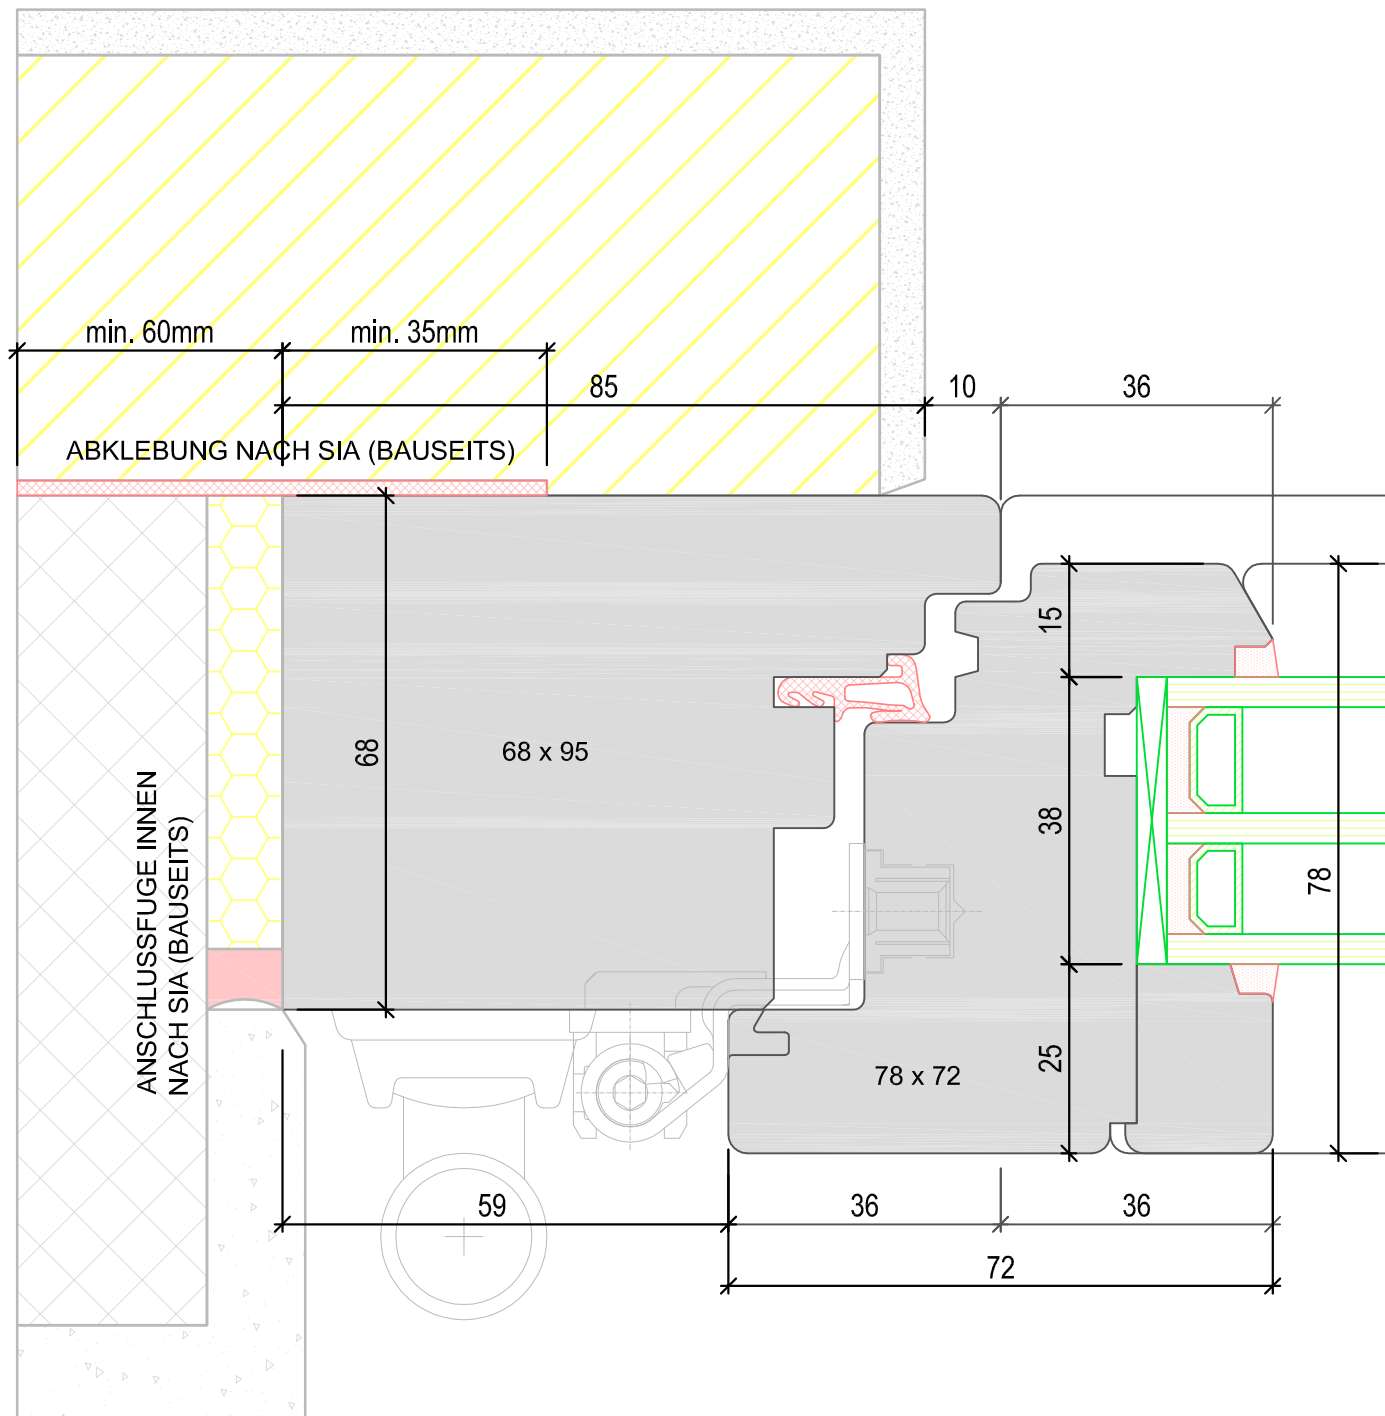 min. 60mm
min. 35mm
85
10
36
ABKLEBUNG NACH SIA (BAUSEITS)
15
68
68 x 95
38
78
ANSCHLUSSFUGE INNEN
NACH SIA (BAUSEITS)
25
78 x 72
59
36
36
72